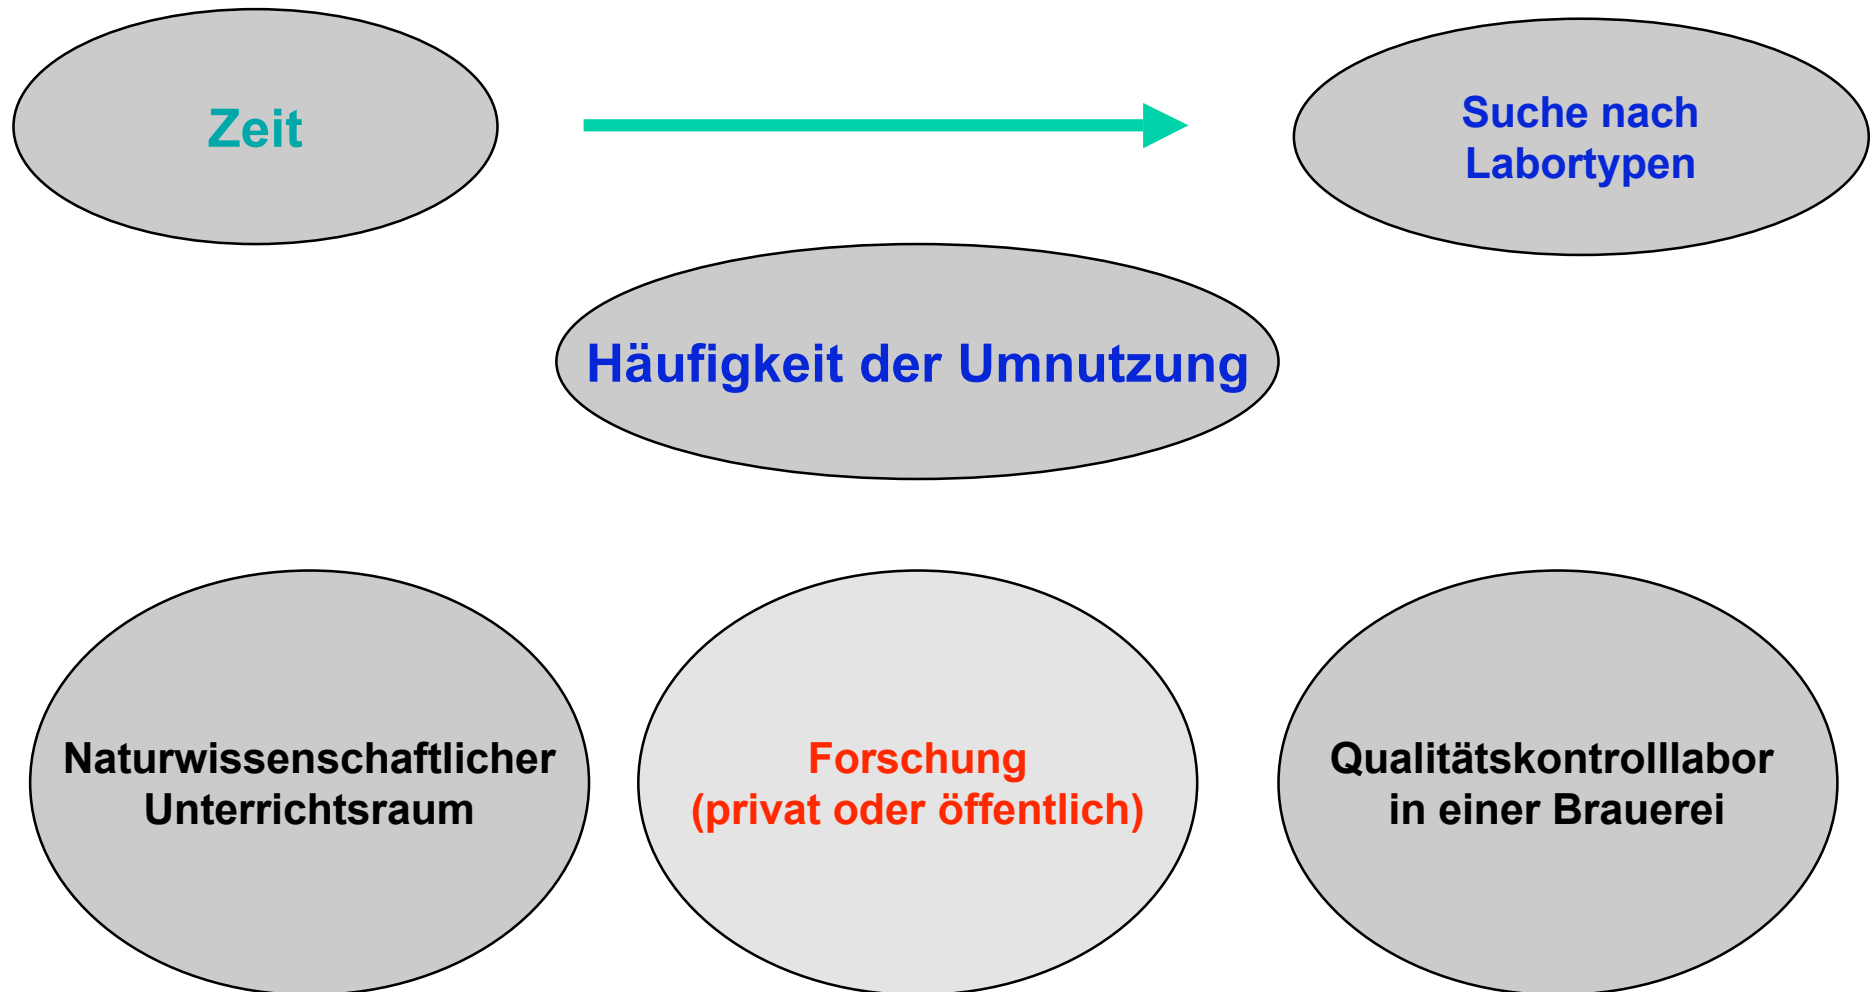 Zeit
Suche nach
Labortypen
Häufigkeit der Umnutzung
Naturwissenschaftlicher
Unterrichtsraum
Forschung
(privat oder öffentlich)
Qualitätskontrolllabor
in einer Brauerei